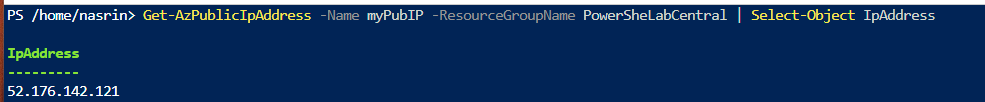 PS /home/nasrin> Get-AzPublicIpAddress -Name myPubIP -ResourceGroupName PowerSheLabCentral | Select-Object IpAddress
IpAddress
---------
52.176.142.121